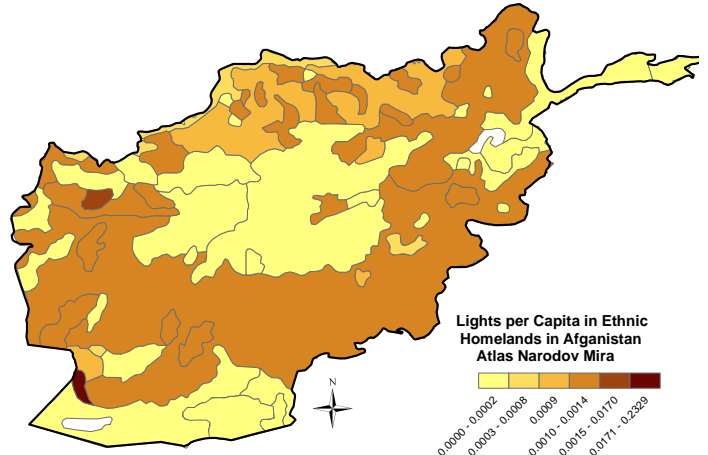 Lights per Capita in Ethnic
Homelands in Afganistan
Atlas Narodov Mira
N
0.0000 - 0.0002
0.0003 - 0.0008
0.0009
0.0010 - 0.0014
0.0015 - 0.0170
0.0171 - 0.2329